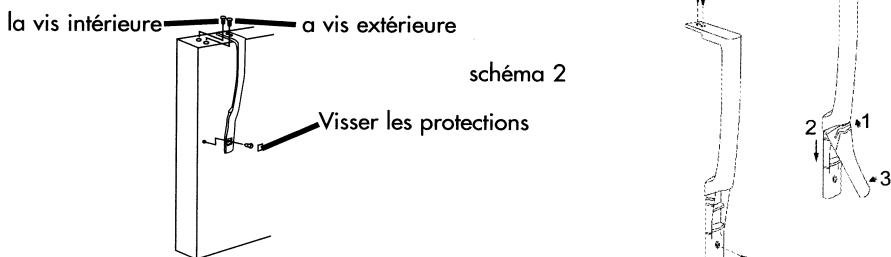 la vis intérieure
a vis extérieure
schéma 2
Visser les protections
2
1
3